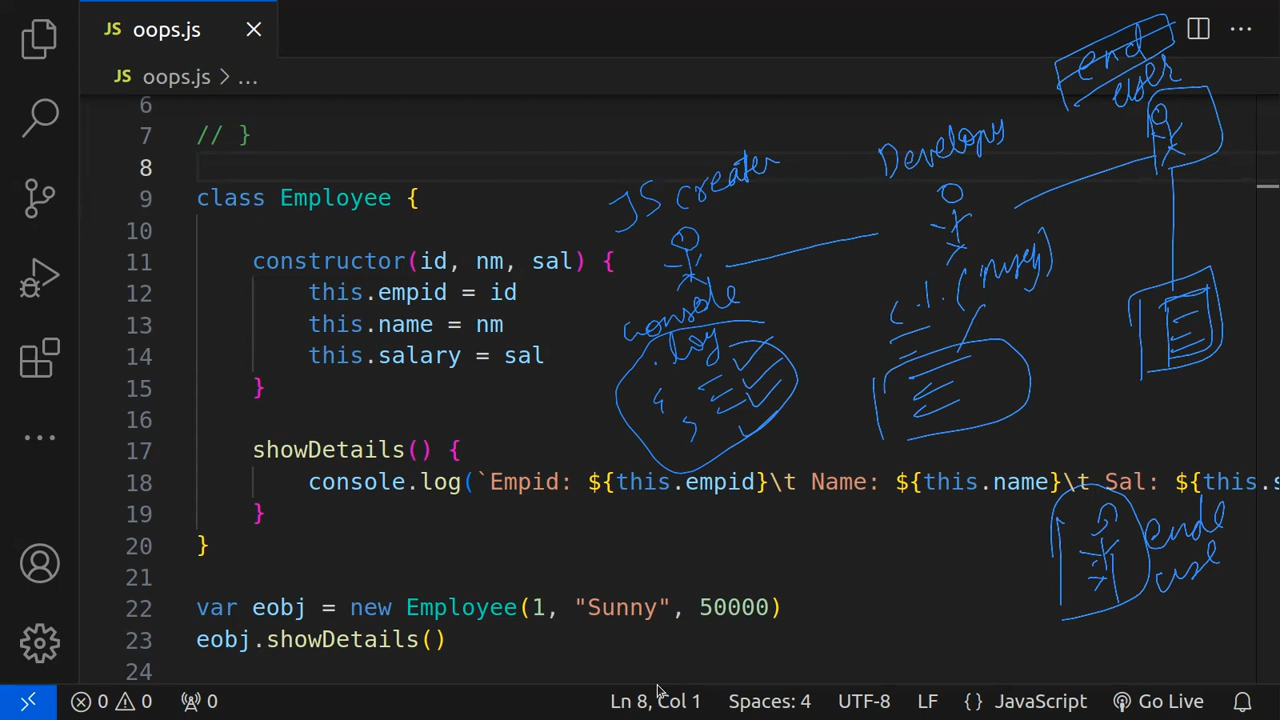 JS oops.js
JS oops.js > ...
6
7 // }
8
9 class Employee {
10
11 constructor(id, nm, sal) {
12 this.empid = id
13 this.name = nm
14 this.salary = sal
15 }
16
17 showDetails() {
18 console.log(`Empid: ${this.empid}\t Name: ${this.name}\t Sal: ${this.s
19 }
20 }
21
22 var eobj = new Employee(1, "Sunny", 50000)
23 eobj.showDetails()
24
end
user
JS creater
console
.log
c.l.(
0 0 0
Ln 8, Col 1 Spaces: 4 UTF-8 LF {} JavaScript Go Live